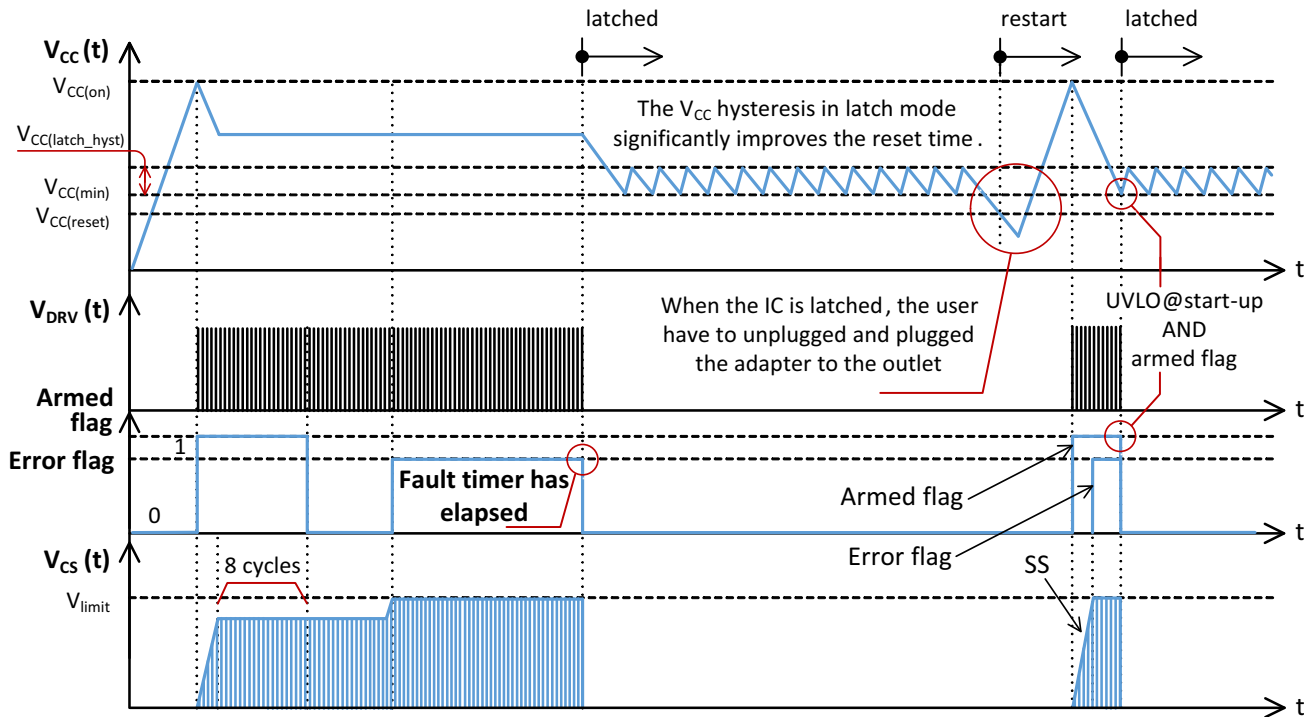 latched
restart
latched
VCC (t)
VCC(on)
The VCC hysteresis in latch mode
significantly improves the reset time .
VCC(latch_hyst)
VCC(min)
VCC(reset)
t
VDRV (t)
When the IC is latched, the user
have to unplugged and plugged
the adapter to the outlet
UVLO@start-up
AND
armed flag
t
Armed
flag
1
Error flag
Fault timer has
elapsed
Armed flag
0
t
Error flag
VCS (t)
8 cycles
SS
Vlimit
t